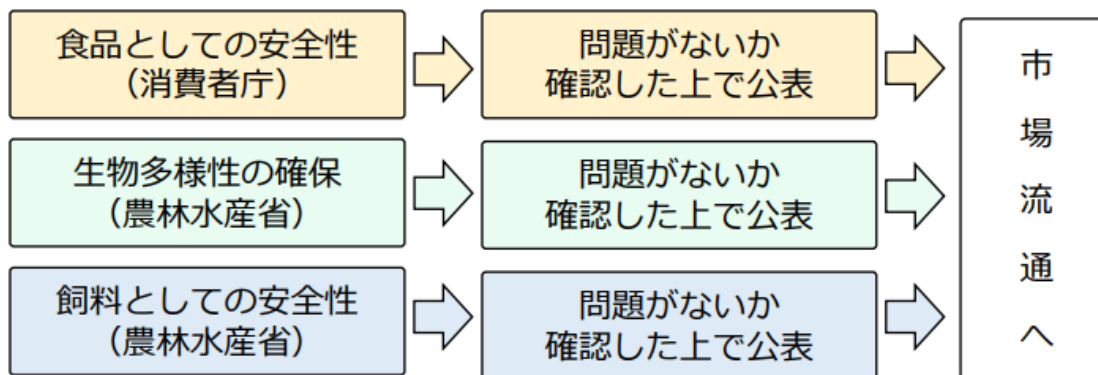 食品としての安全性
（消費者庁）
問題がないか
確認した上で公表
生物多様性の確保
（農林水産省）
問題がないか
確認した上で公表
飼料としての安全性
（農林水産省）
問題がないか
確認した上で公表
市場流通へ